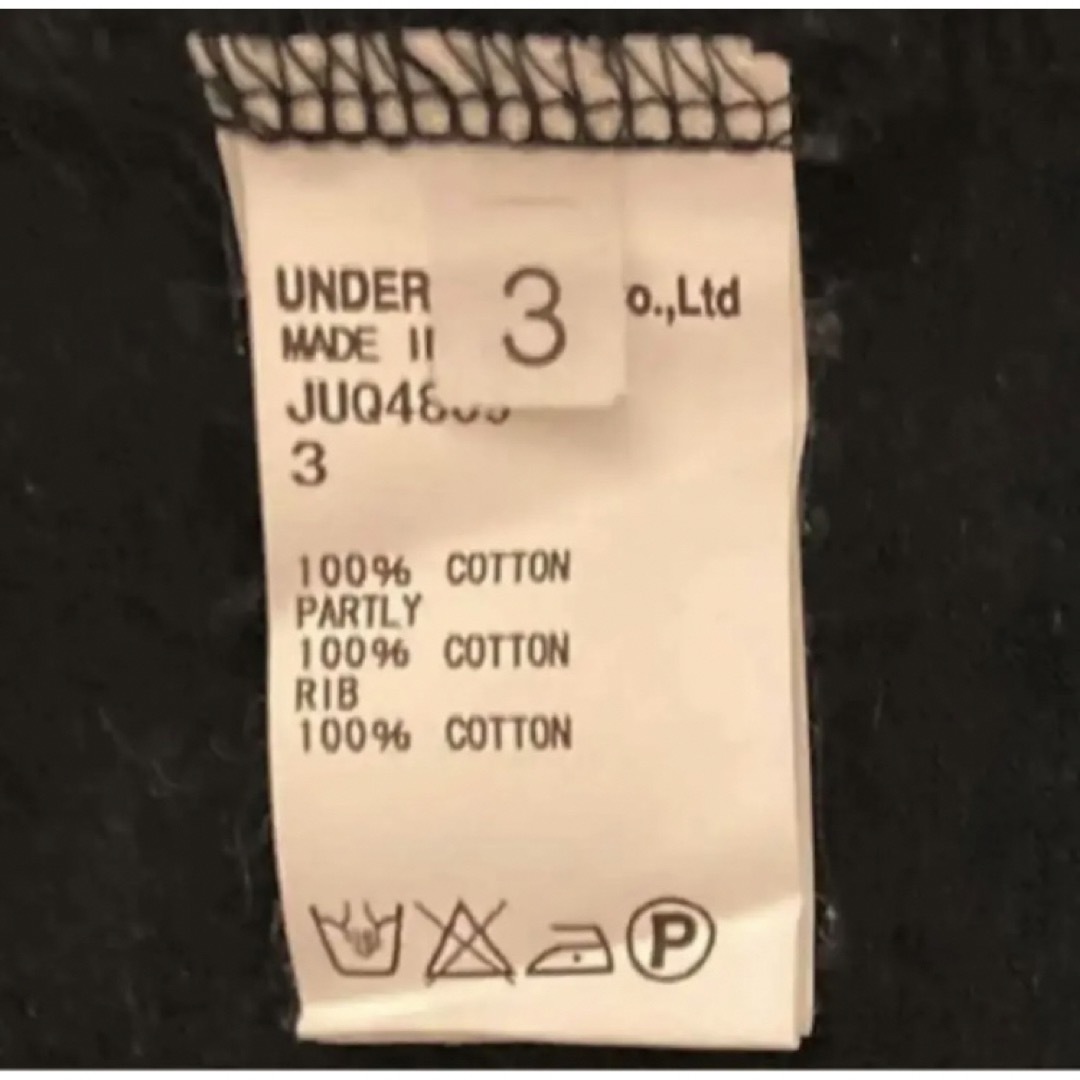 3
UNDER o.,Ltd
MADE
3
100% COTTON
PARTLY
100% COTTON
RIB
100% COTTON
P